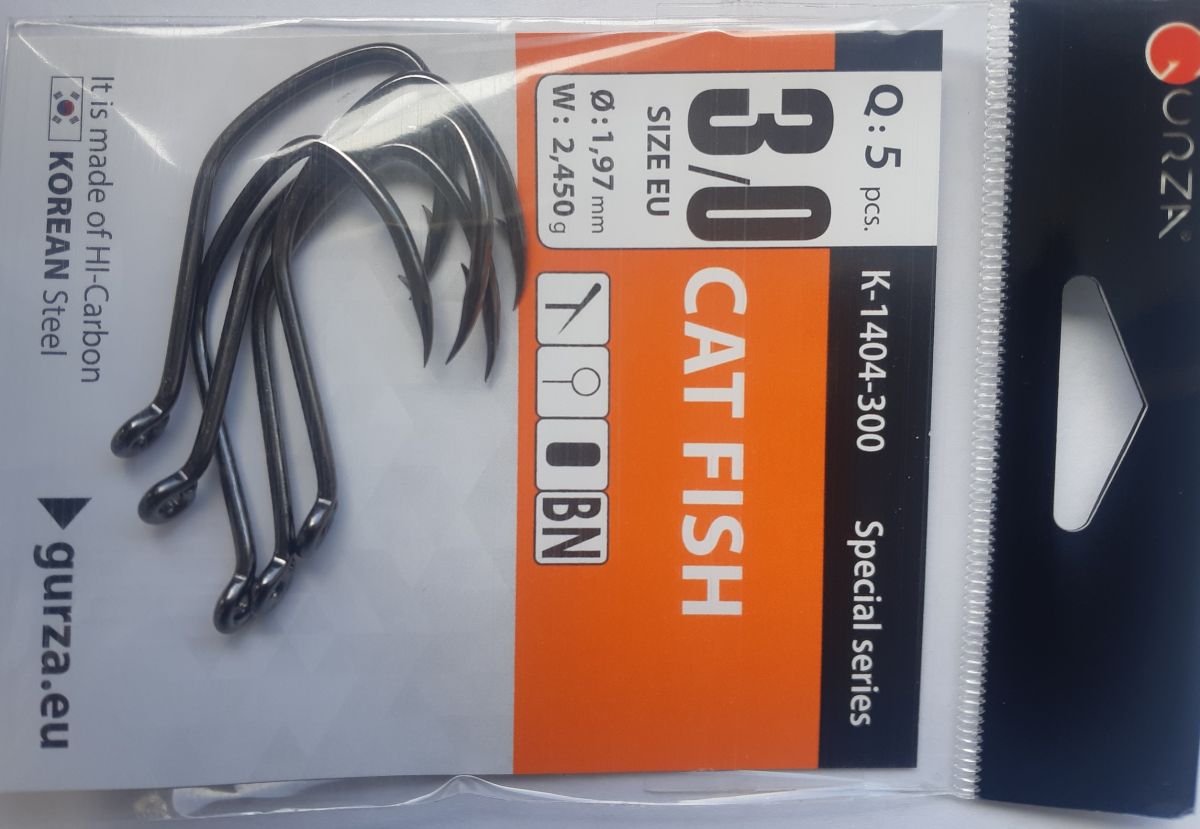 GURZA®
Q: 5 pcs.
K-1404-300
Special series
3/0
SIZE EU
Ø: 1,97 mm
W: 2,450 g
CAT FISH
BN
It is made of HI-Carbon
KOREAN Steel
gurza.eu